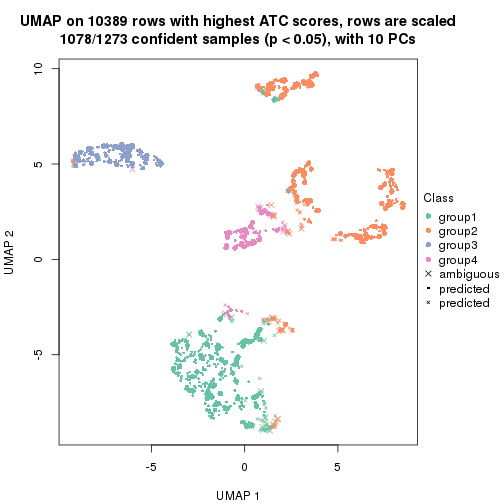 UMAP on 10389 rows with highest ATC scores, rows are scaled
1078/1273 confident samples (p < 0.05), with 10 PCs
10
5
0
-5
UMAP 2
-5
0
5
UMAP 1
Class
group1
group2
group3
group4
ambiguous
predicted
predicted